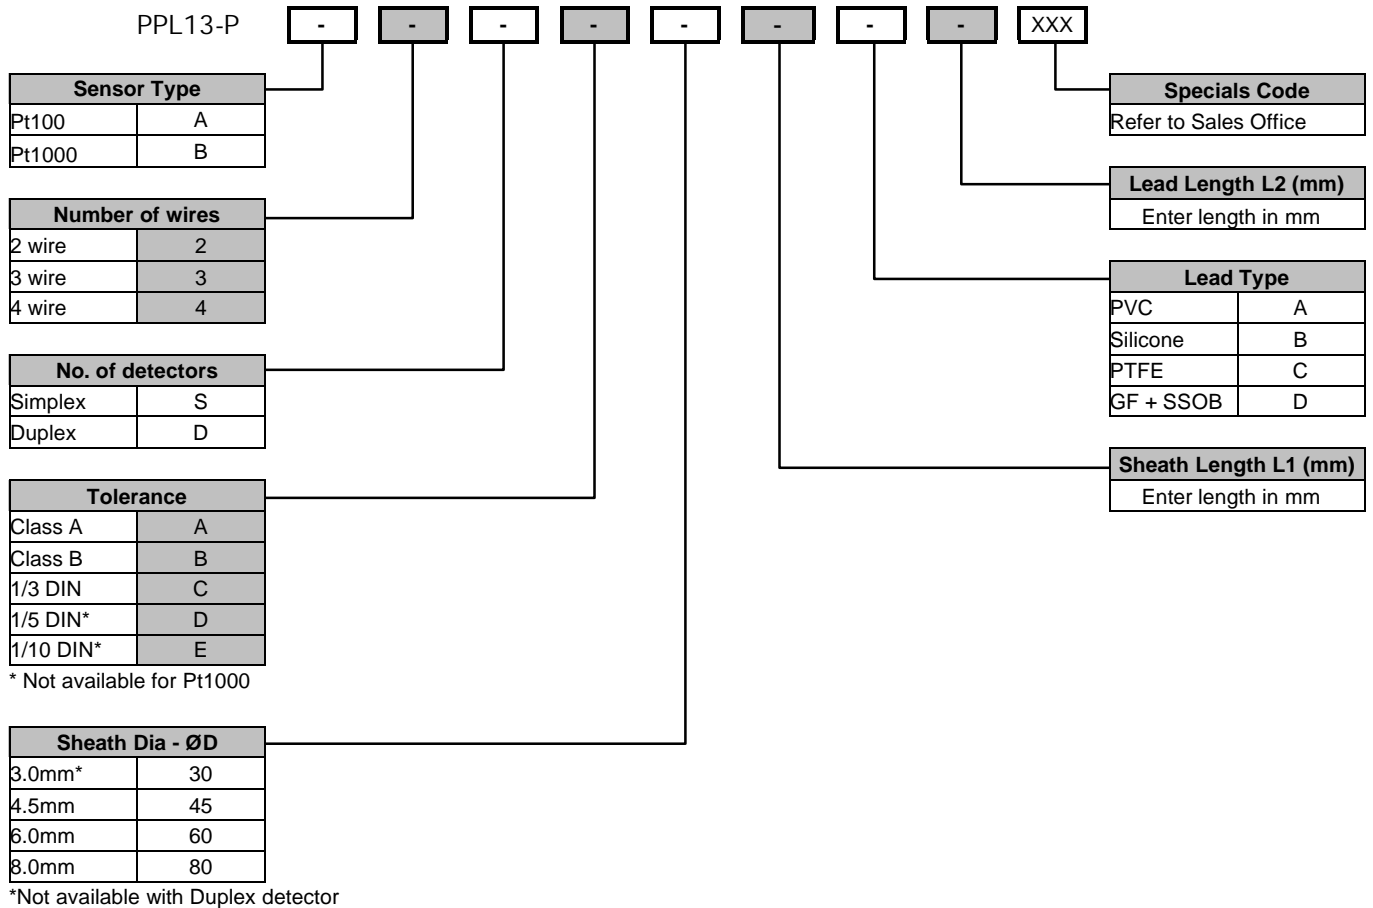 PPL13-P - - - - - - - - XXX
Sensor Type
Pt100 A
Pt1000 B
Number of wires
2 wire 2
3 wire 3
4 wire 4
No. of detectors
Simplex S
Duplex D
Tolerance
Class A A
Class B B
1/3 DIN C
1/5 DIN* D
1/10 DIN* E
* Not available for Pt1000
Sheath Dia - ØD
3.0mm* 30
4.5mm 45
6.0mm 60
8.0mm 80
*Not available with Duplex detector
Specials Code
Refer to Sales Office
Lead Length L2 (mm)
Enter length in mm
Lead Type
PVC A
Silicone B
PTFE C
GF + SSOB D
Sheath Length L1 (mm)
Enter length in mm